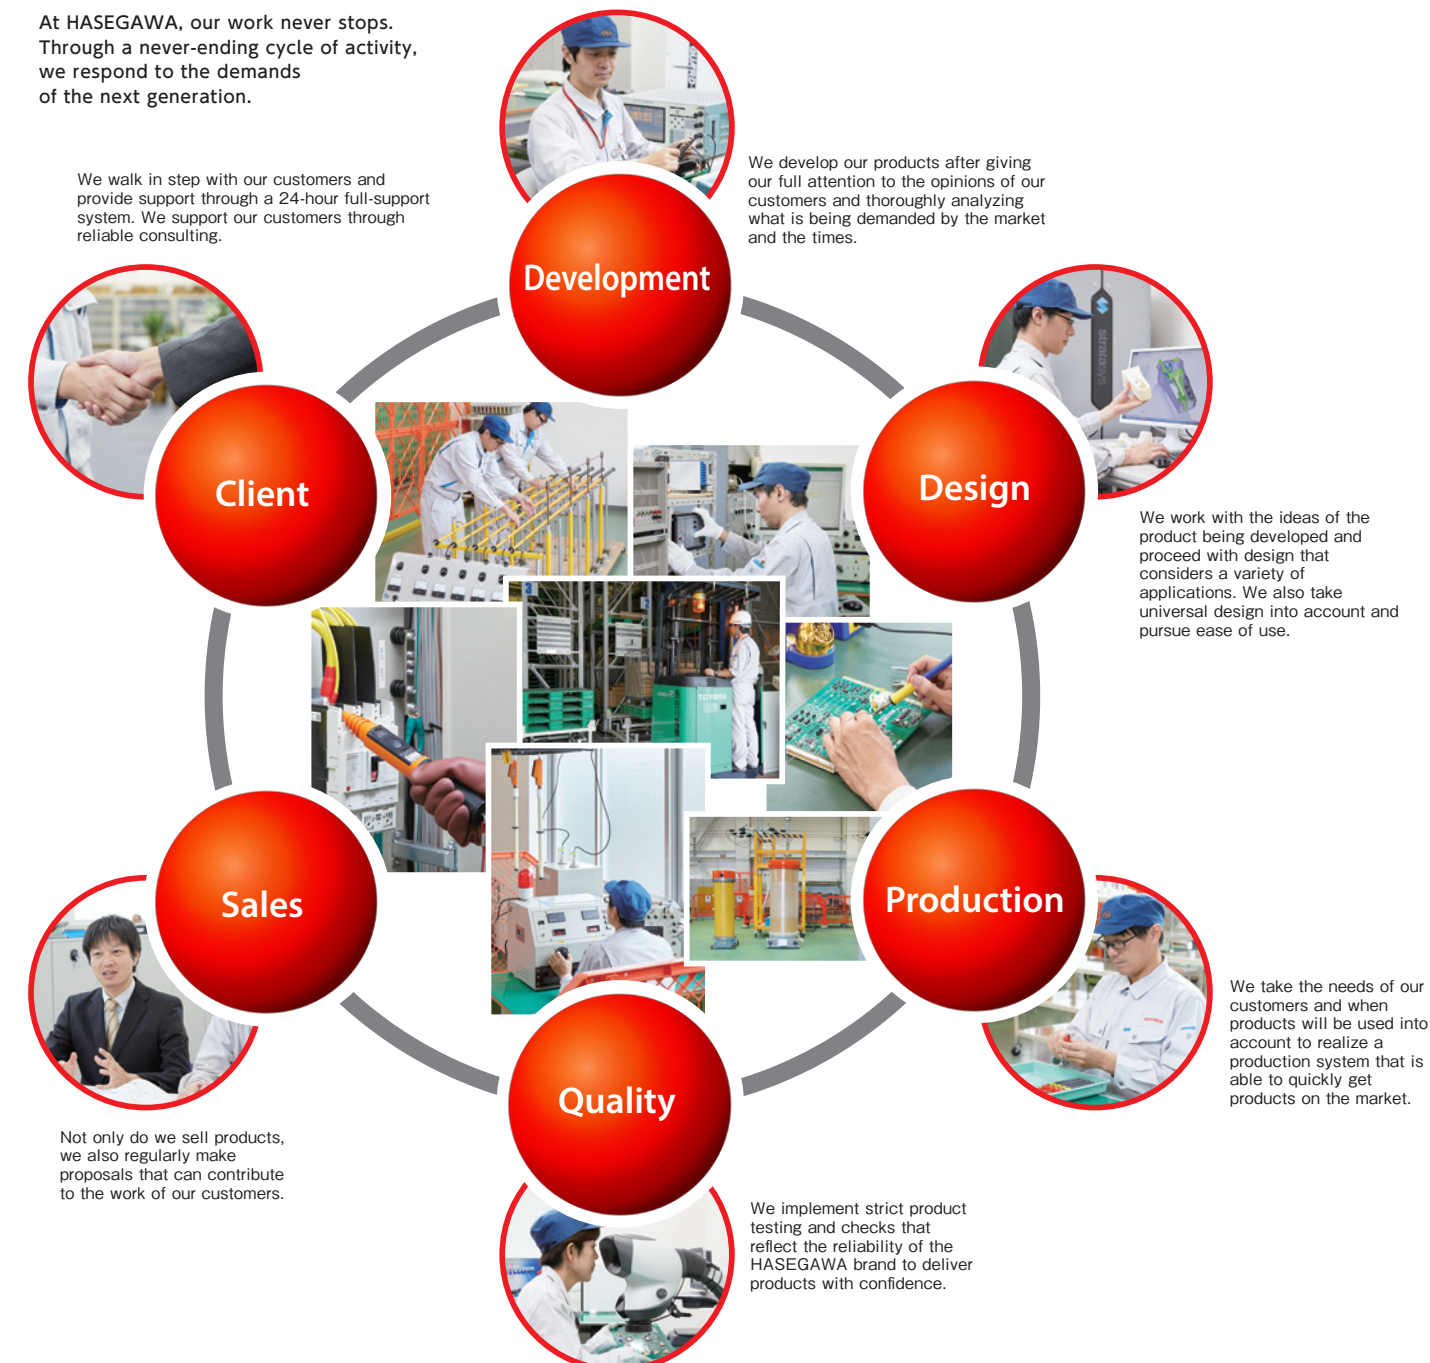 At HASEGAWA, our work never stops.
Through a never-ending cycle of activity,
we respond to the demands
of the next generation.
We walk in step with our customers and
provide support through a 24-hour full-support
system. We support our customers through
reliable consulting.
We develop our products after giving
our full attention to the opinions of our
customers and thoroughly analyzing
what is being demanded by the market
and the times.
Development
stratasys
Client
Design
We work with the ideas of the
product being developed and
proceed with design that
considers a variety of
applications. We also take
universal design into account and
pursue ease of use.
3
2
Sales
Production
We take the needs of our
customers and when
products will be used into
account to realize a
production system that is
able to quickly get
products on the market.
Quality
Not only do we sell products,
we also regularly make
proposals that can contribute
to the work of our customers.
We implement strict product
testing and checks that
reflect the reliability of the
HASEGAWA brand to deliver
products with confidence.